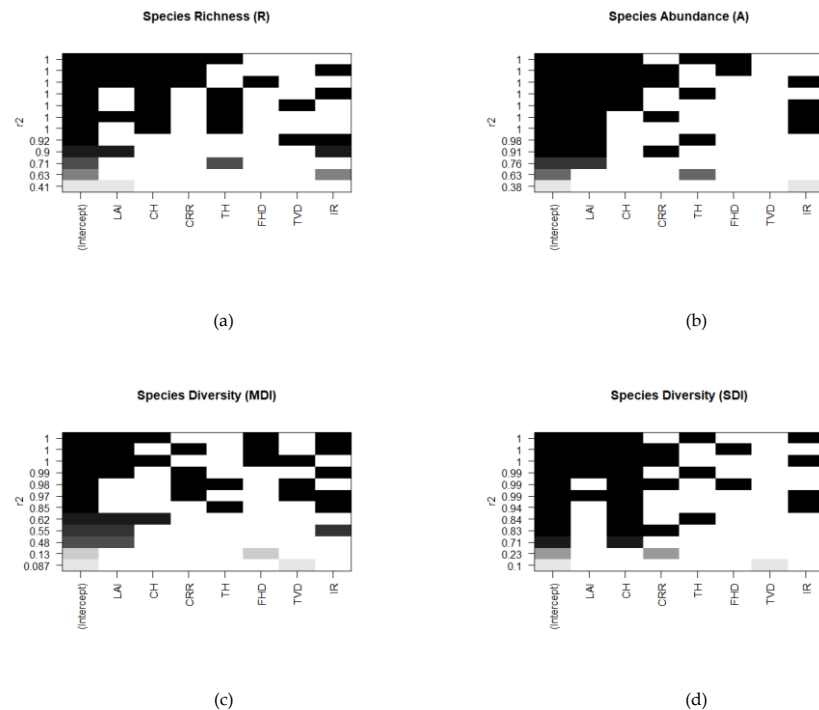 Species Richness (R)
r2
1
1
1
1
1
1
1
0.92
0.9
0.71
0.63
0.41
(Intercept)
LAI
CH
CRR
TH
FHD
TVD
IR
(a)
Species Abundance (A)
r2
1
1
1
1
1
1
1
0.98
0.91
0.76
0.63
0.38
(Intercept)
LAI
CH
CRR
TH
FHD
TVD
IR
(b)
Species Diversity (MDI)
r2
1
1
1
0.99
0.98
0.97
0.85
0.62
0.55
0.48
0.13
0.087
(Intercept)
LAI
CH
CRR
TH
FHD
TVD
IR
(c)
Species Diversity (SDI)
r2
1
1
1
0.99
0.99
0.99
0.94
0.84
0.83
0.71
0.23
0.1
(Intercept)
LAI
CH
CRR
TH
FHD
TVD
IR
(d)